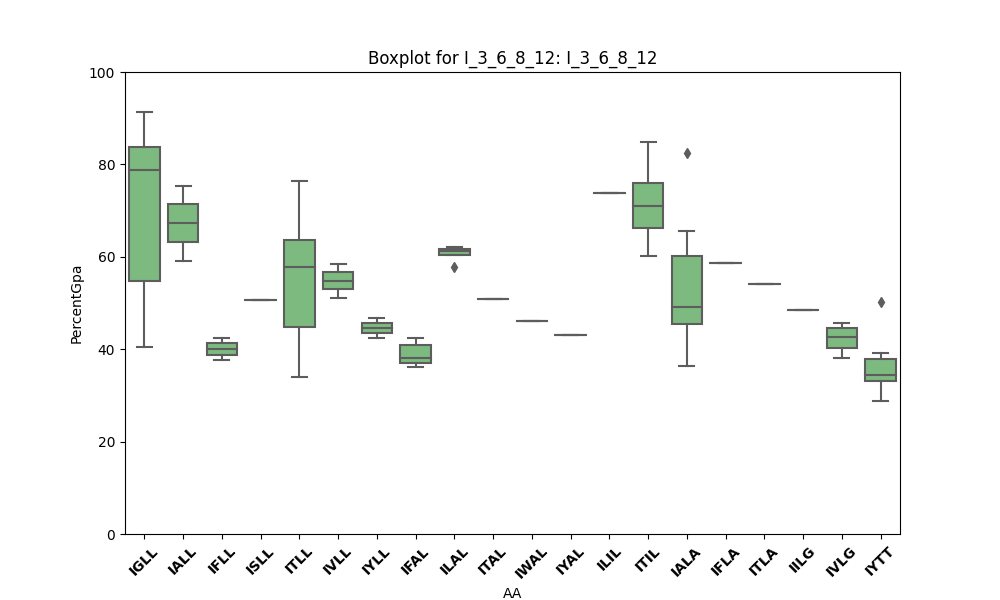 Boxplot for I_3_6_8_12: I_3_6_8_12
PercentGpa
100
80
60
40
20
0
IGLL IALL IFLL ISLL ITLL IVLL IYLL IFAL ILAL ITAL IWAL IYAL ILIL ITIL IALA IFLA ITLA IILG IVLG IYTT
AA